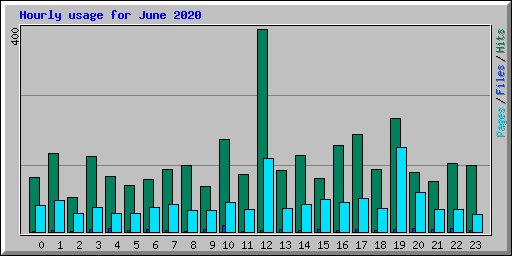 Hourly usage for June 2020
400
Pages/Files/Hits
0 1 2 3 4 5 6 7 8 9 10 11 12 13 14 15 16 17 18 19 20 21 22 23